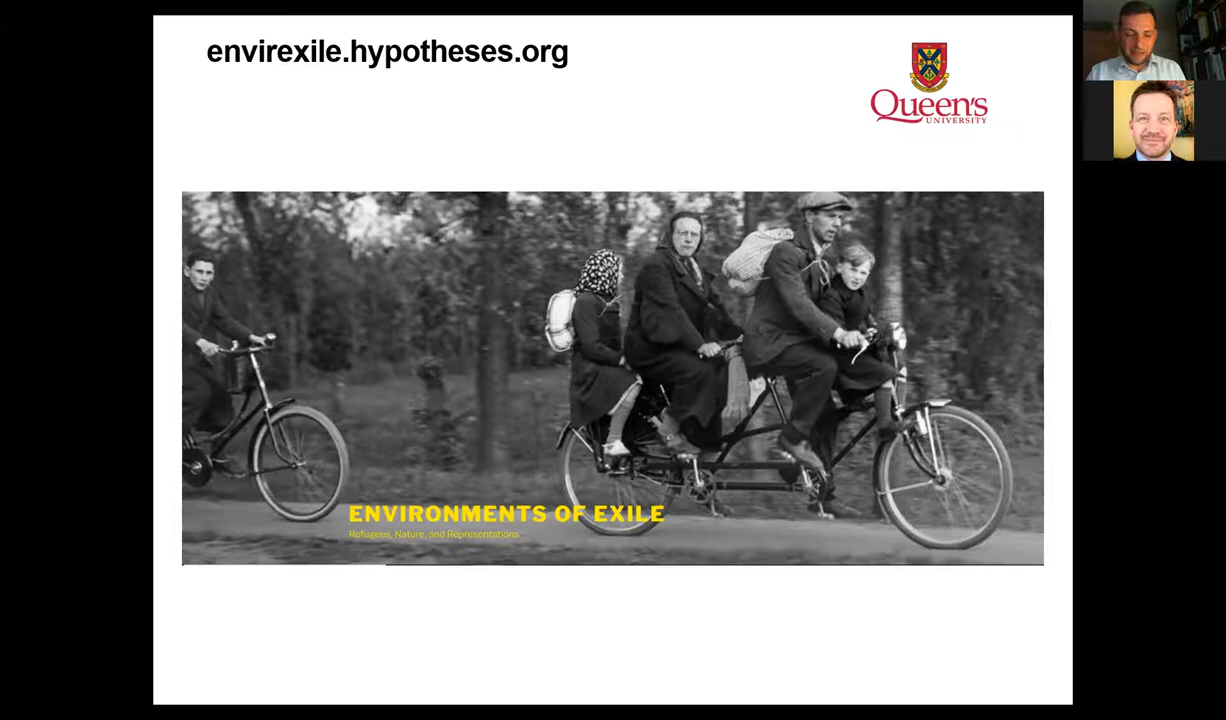 envirexile.hypotheses.org
Queen's
UNIVERSITY
ENVIRONMENTS OF EXILE
Refugees, Nature, and Representations